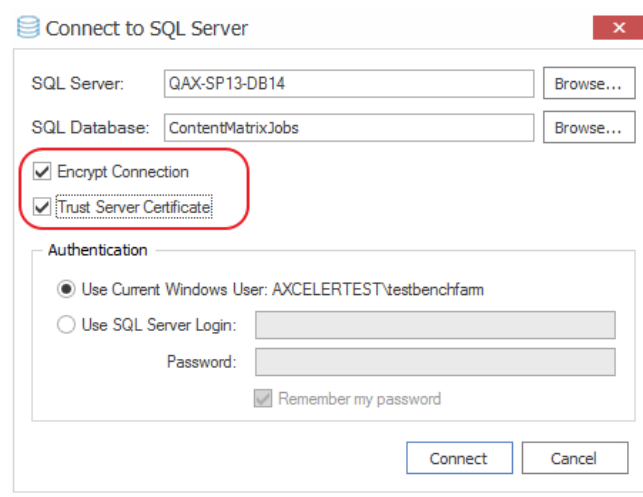 Connect to SQL Server
SQL Server: QAX-SP13-DB14 Browse...
SQL Database: ContentMatrixJobs Browse...
Encrypt Connection
Trust Server Certificate
Authentication
Use Current Windows User: AXCELERTEST\testbenchfarm
Use SQL Server Login:
Password:
Remember my password
Connect Cancel